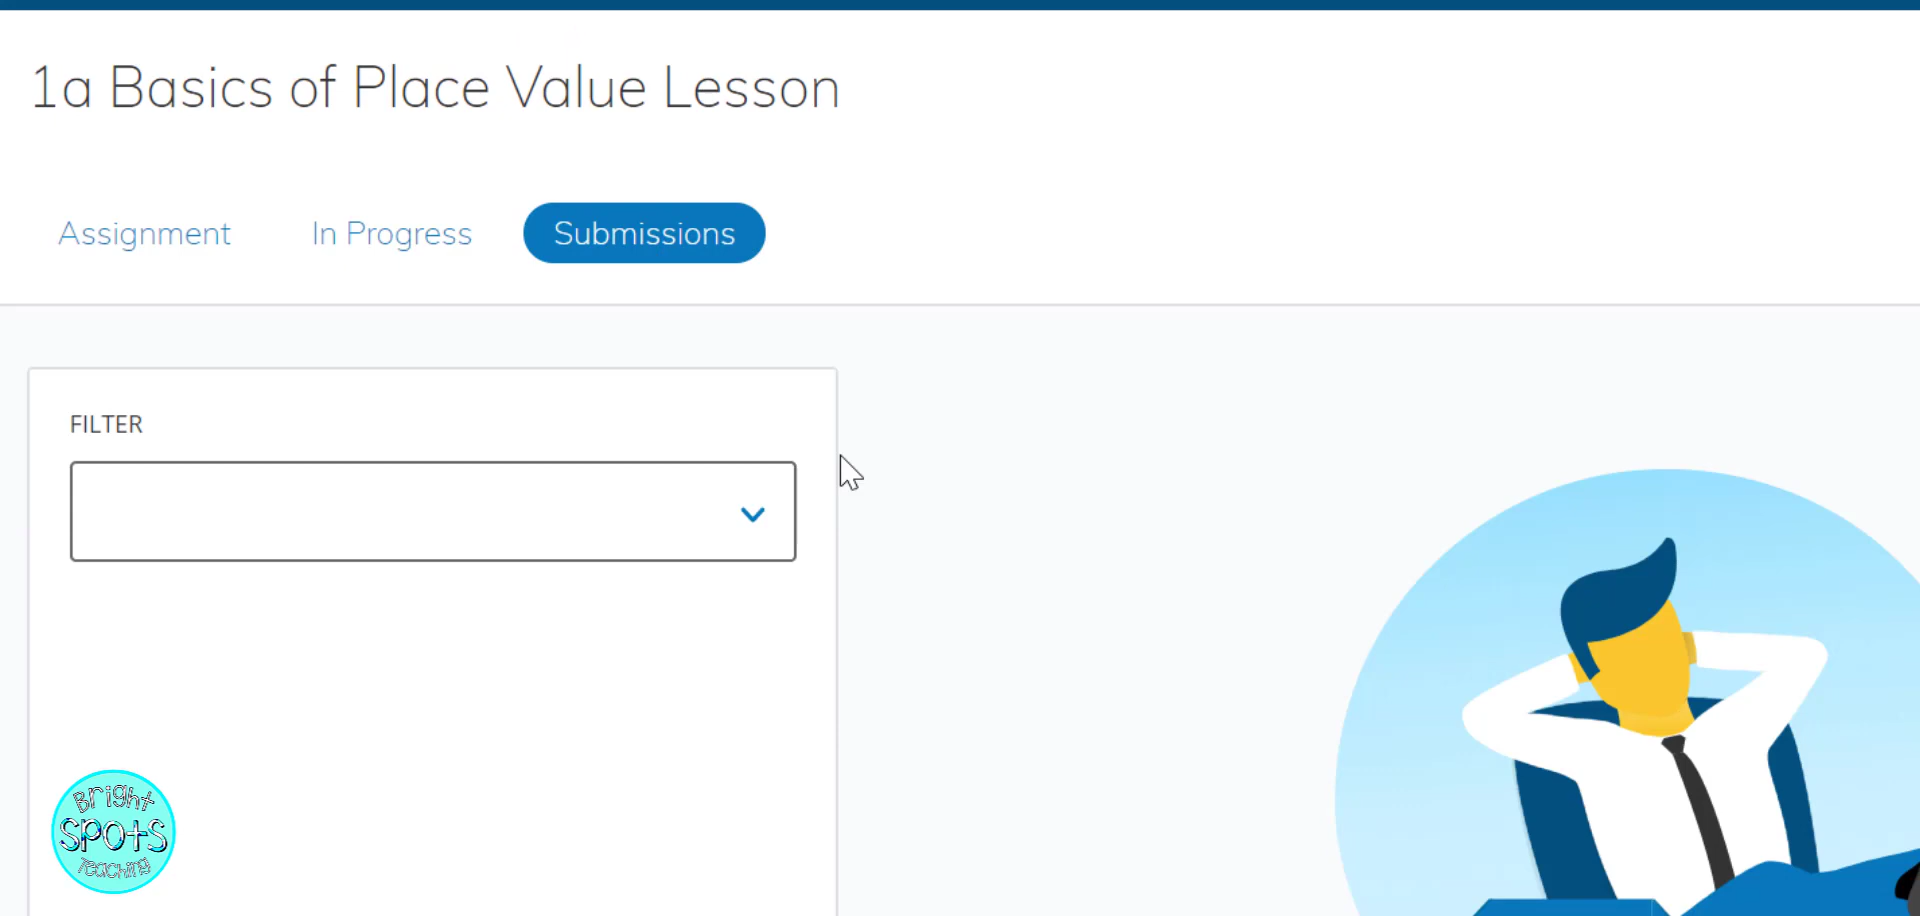 1a Basics of Place Value Lesson
Assignment In Progress Submissions
FILTER
Bright
SPOtS
Teaching